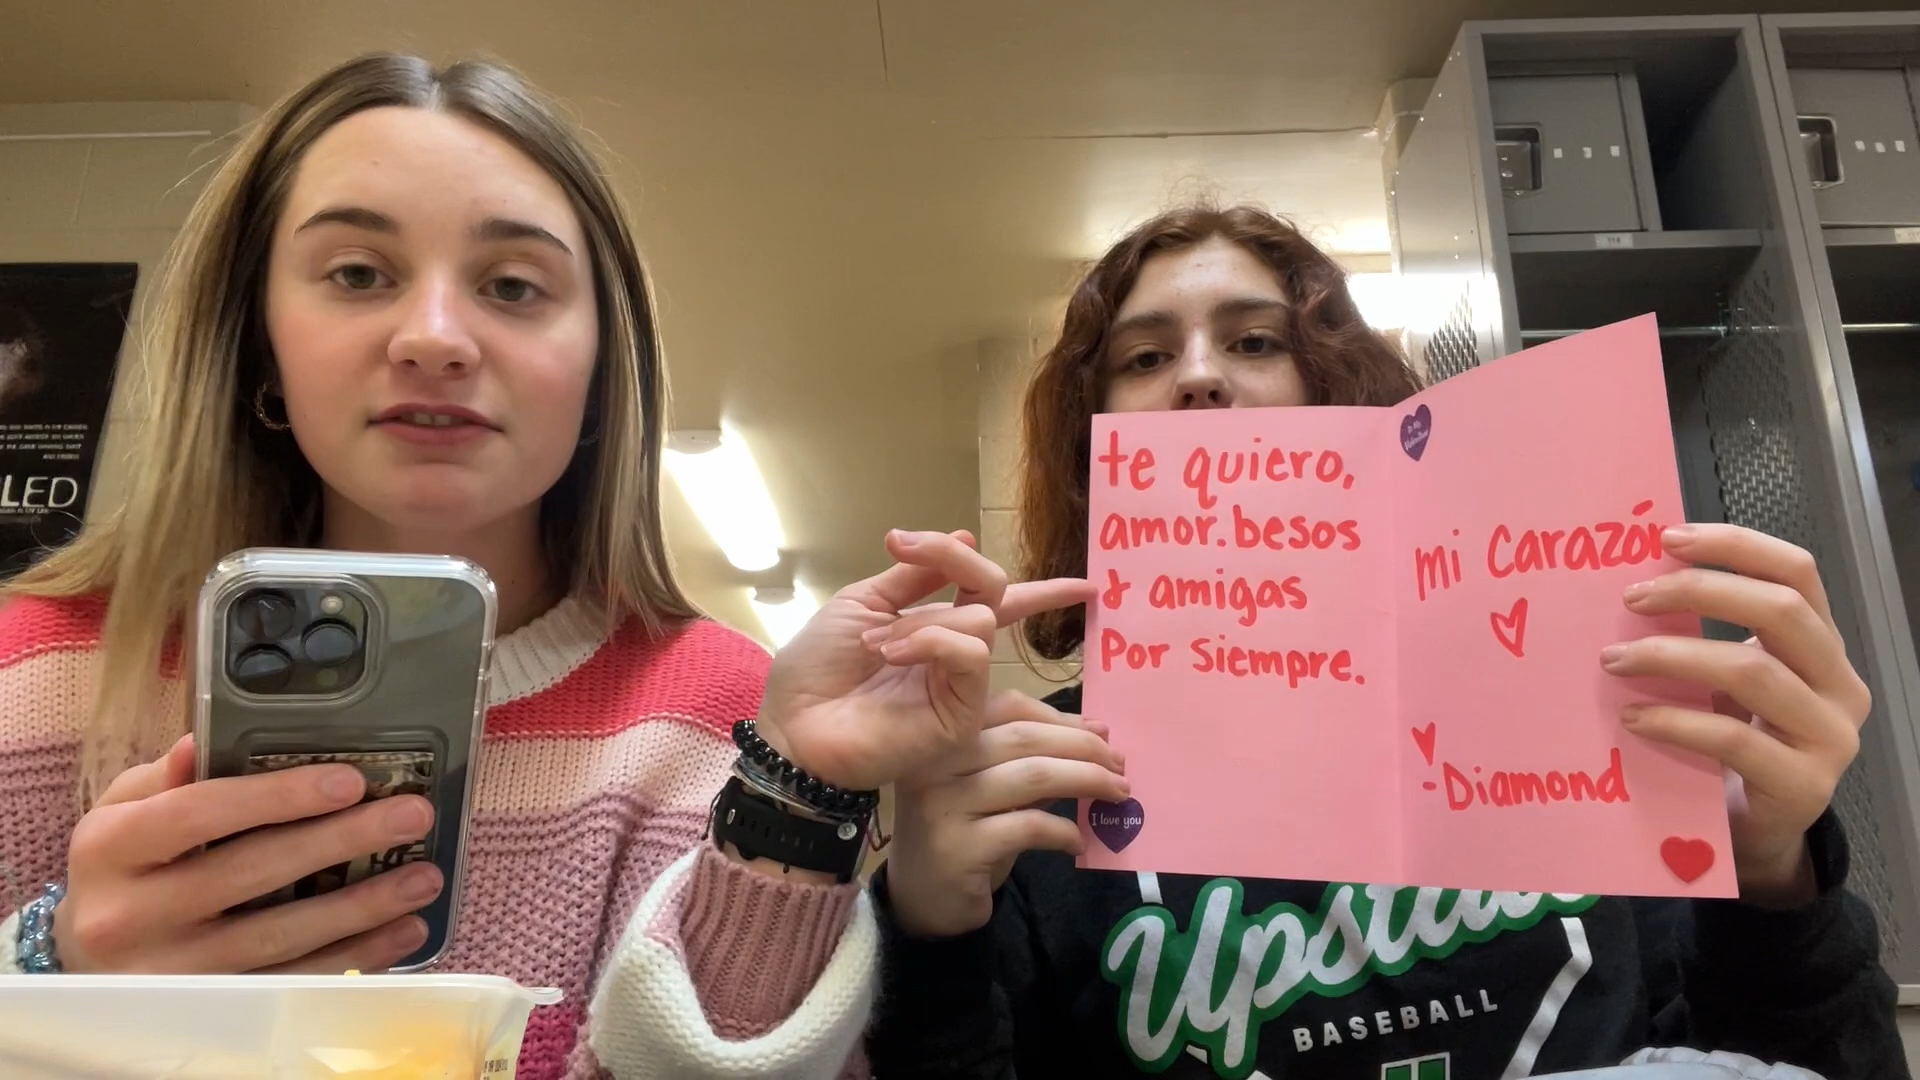 te quiero,
amor. besos
& amigas
Por siempre.
I love you
mi Carazón
-Diamond
LED
Upstate
BASEBALL